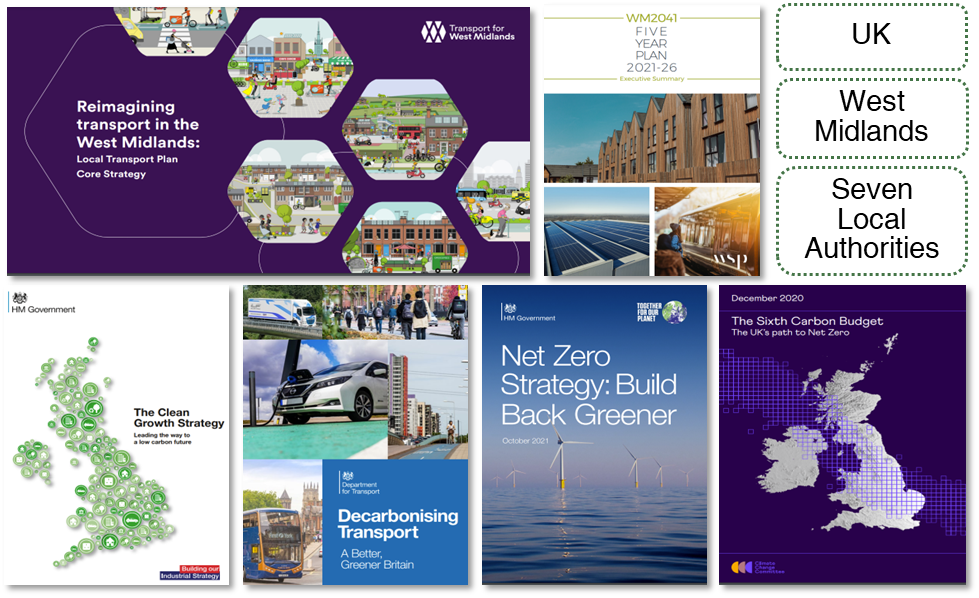 Transport for
West Midlands
Reimagining
transport in the
West Midlands:
Local Transport Plan
Core Strategy
WM2041
FIVE
YEAR
PLAN
2021-26
Executive Summary
wsp
UK
West
Midlands
Seven
Local
Authorities
HM Government
The Clean
Growth Strategy
Leading the way to
a low carbon future
Building our
Industrial Strategy
Department
for Transport
Decarbonising
Transport
A Better,
Greener Britain
HM Government
TOGETHER
FOR OUR
PLANET
Net Zero
Strategy: Build
Back Greener
October 2021
December 2020
The Sixth Carbon Budget
The UK's path to Net Zero
Climate
Change
Committee